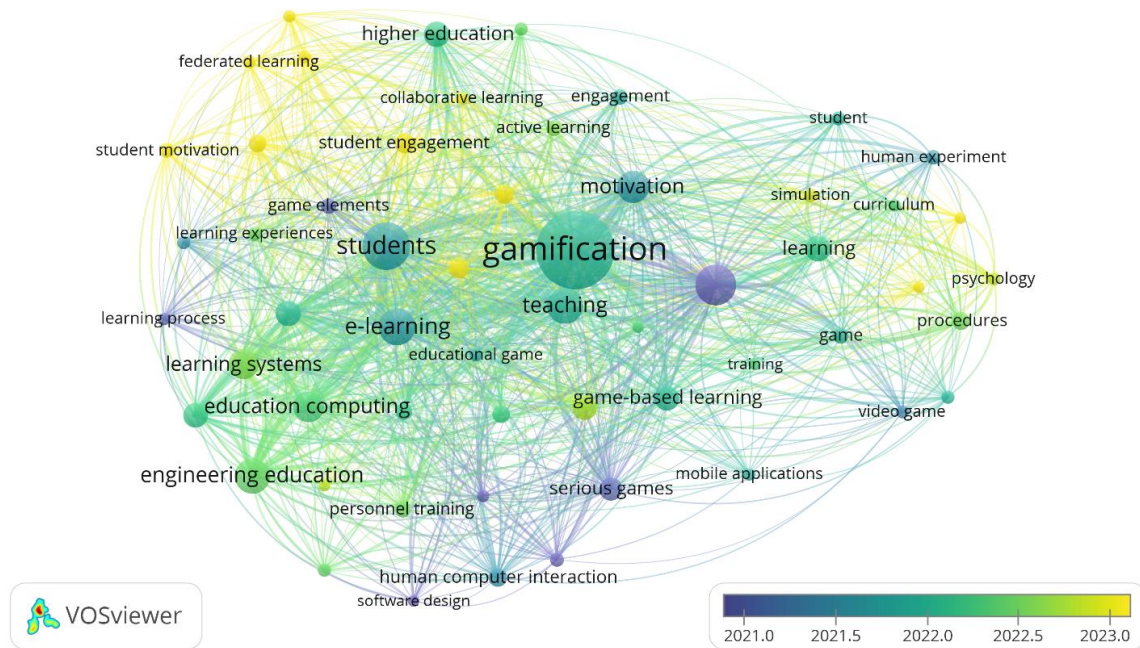 higher education
federated learning
collaborative learning
engagement
student
active learning
student engagement
student motivation
human experiment
motivation
simulation
game elements
curriculum
learning experiences
students
gamification
learning
psychology
teaching
learning process
e-learning
procedures
game
educational game
learning systems
training
game-based learning
education computing
video game
engineering education
mobile applications
serious games
personnel training
human computer interaction
software design
VOSviewer
2021.0 2021.5 2022.0 2022.5 2023.0